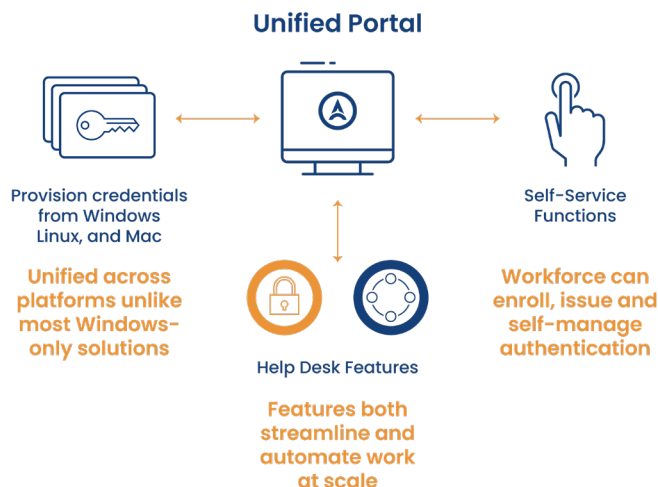 Unified Portal
Provision credentials
from Windows
Linux, and Mac
Unified across
platforms unlike
most Windows-
only solutions
Self-Service
Functions
Workforce can
enroll, issue and
self-manage
authentication
Help Desk Features
Features both
streamline and
automate work
at scale